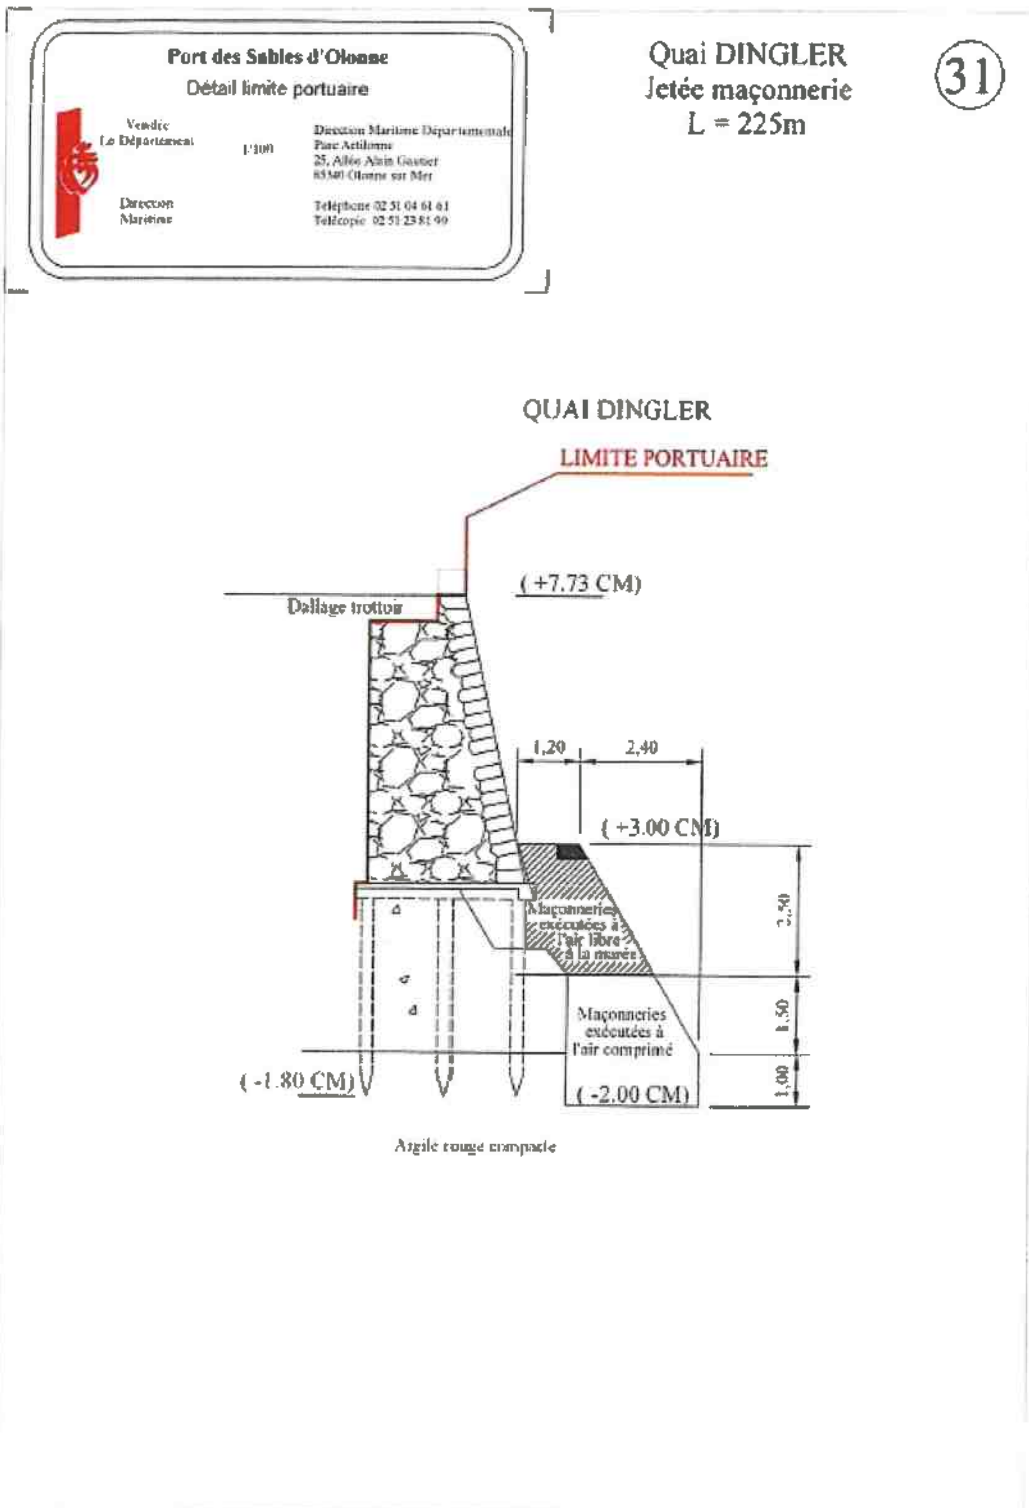 Port des Sables d'Olonne
Détail limite portuaire
Vendée
Le Département
1/100
Direction Maritime Départementale
Parc Actilonne
25, Allée Alain Gautier
85340 Olonne sur Mer
Direction
Maritime
Téléphone 02 51 04 61 61
Télécopie 02 51 23 81 99
Quai DINGLER
Jetée maçonnerie
L = 225m
31
QUAI DINGLER
LIMITE PORTUAIRE
( +7.73 CM)
Dallage trottoir
1,20
2,40
( +3.00 CM)
Maçonneries
exécutées à
l'air libre
à la marée
2,50
Maçonneries
exécutées à
l'air comprimé
1,50
( -1.80 CM)
( -2.00 CM)
1,00
Argile rouge compacte